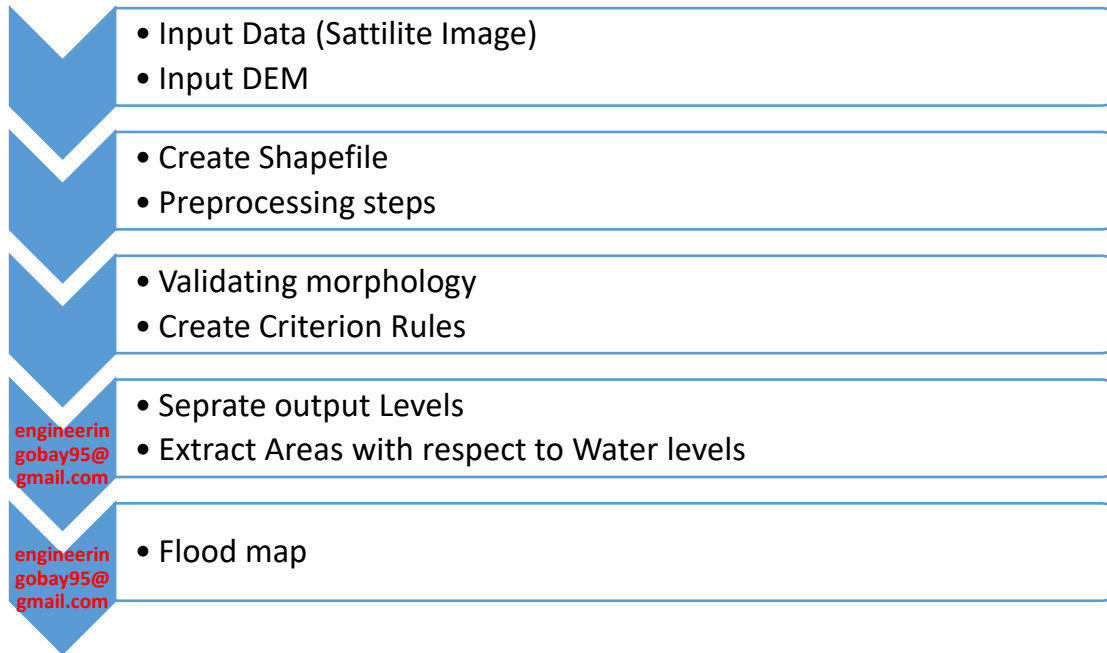 • Input Data (Sattilite Image)
• Input DEM
• Create Shapefile
• Preprocessing steps
• Validating morphology
• Create Criterion Rules
engineerin
gobay95@
gmail.com
• Seprate output Levels
• Extract Areas with respect to Water levels
engineerin
gobay95@
gmail.com
• Flood map